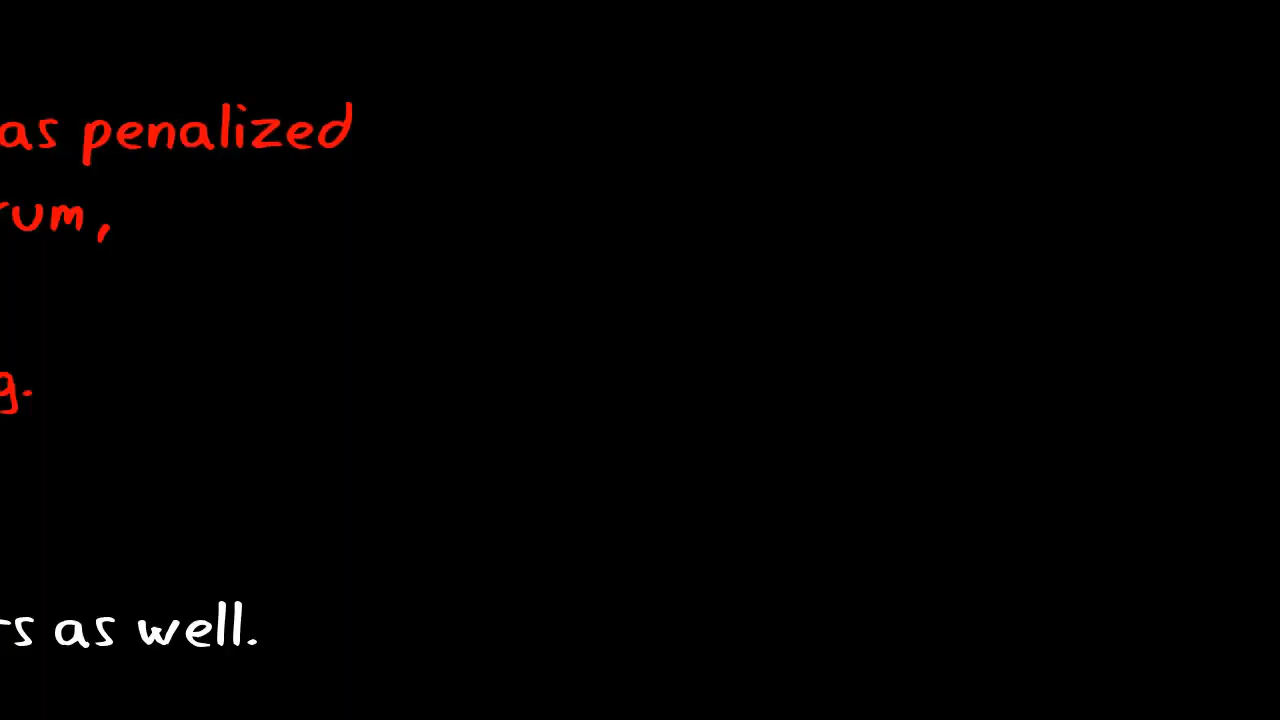 as penalized
rum,
g.
rs as well.